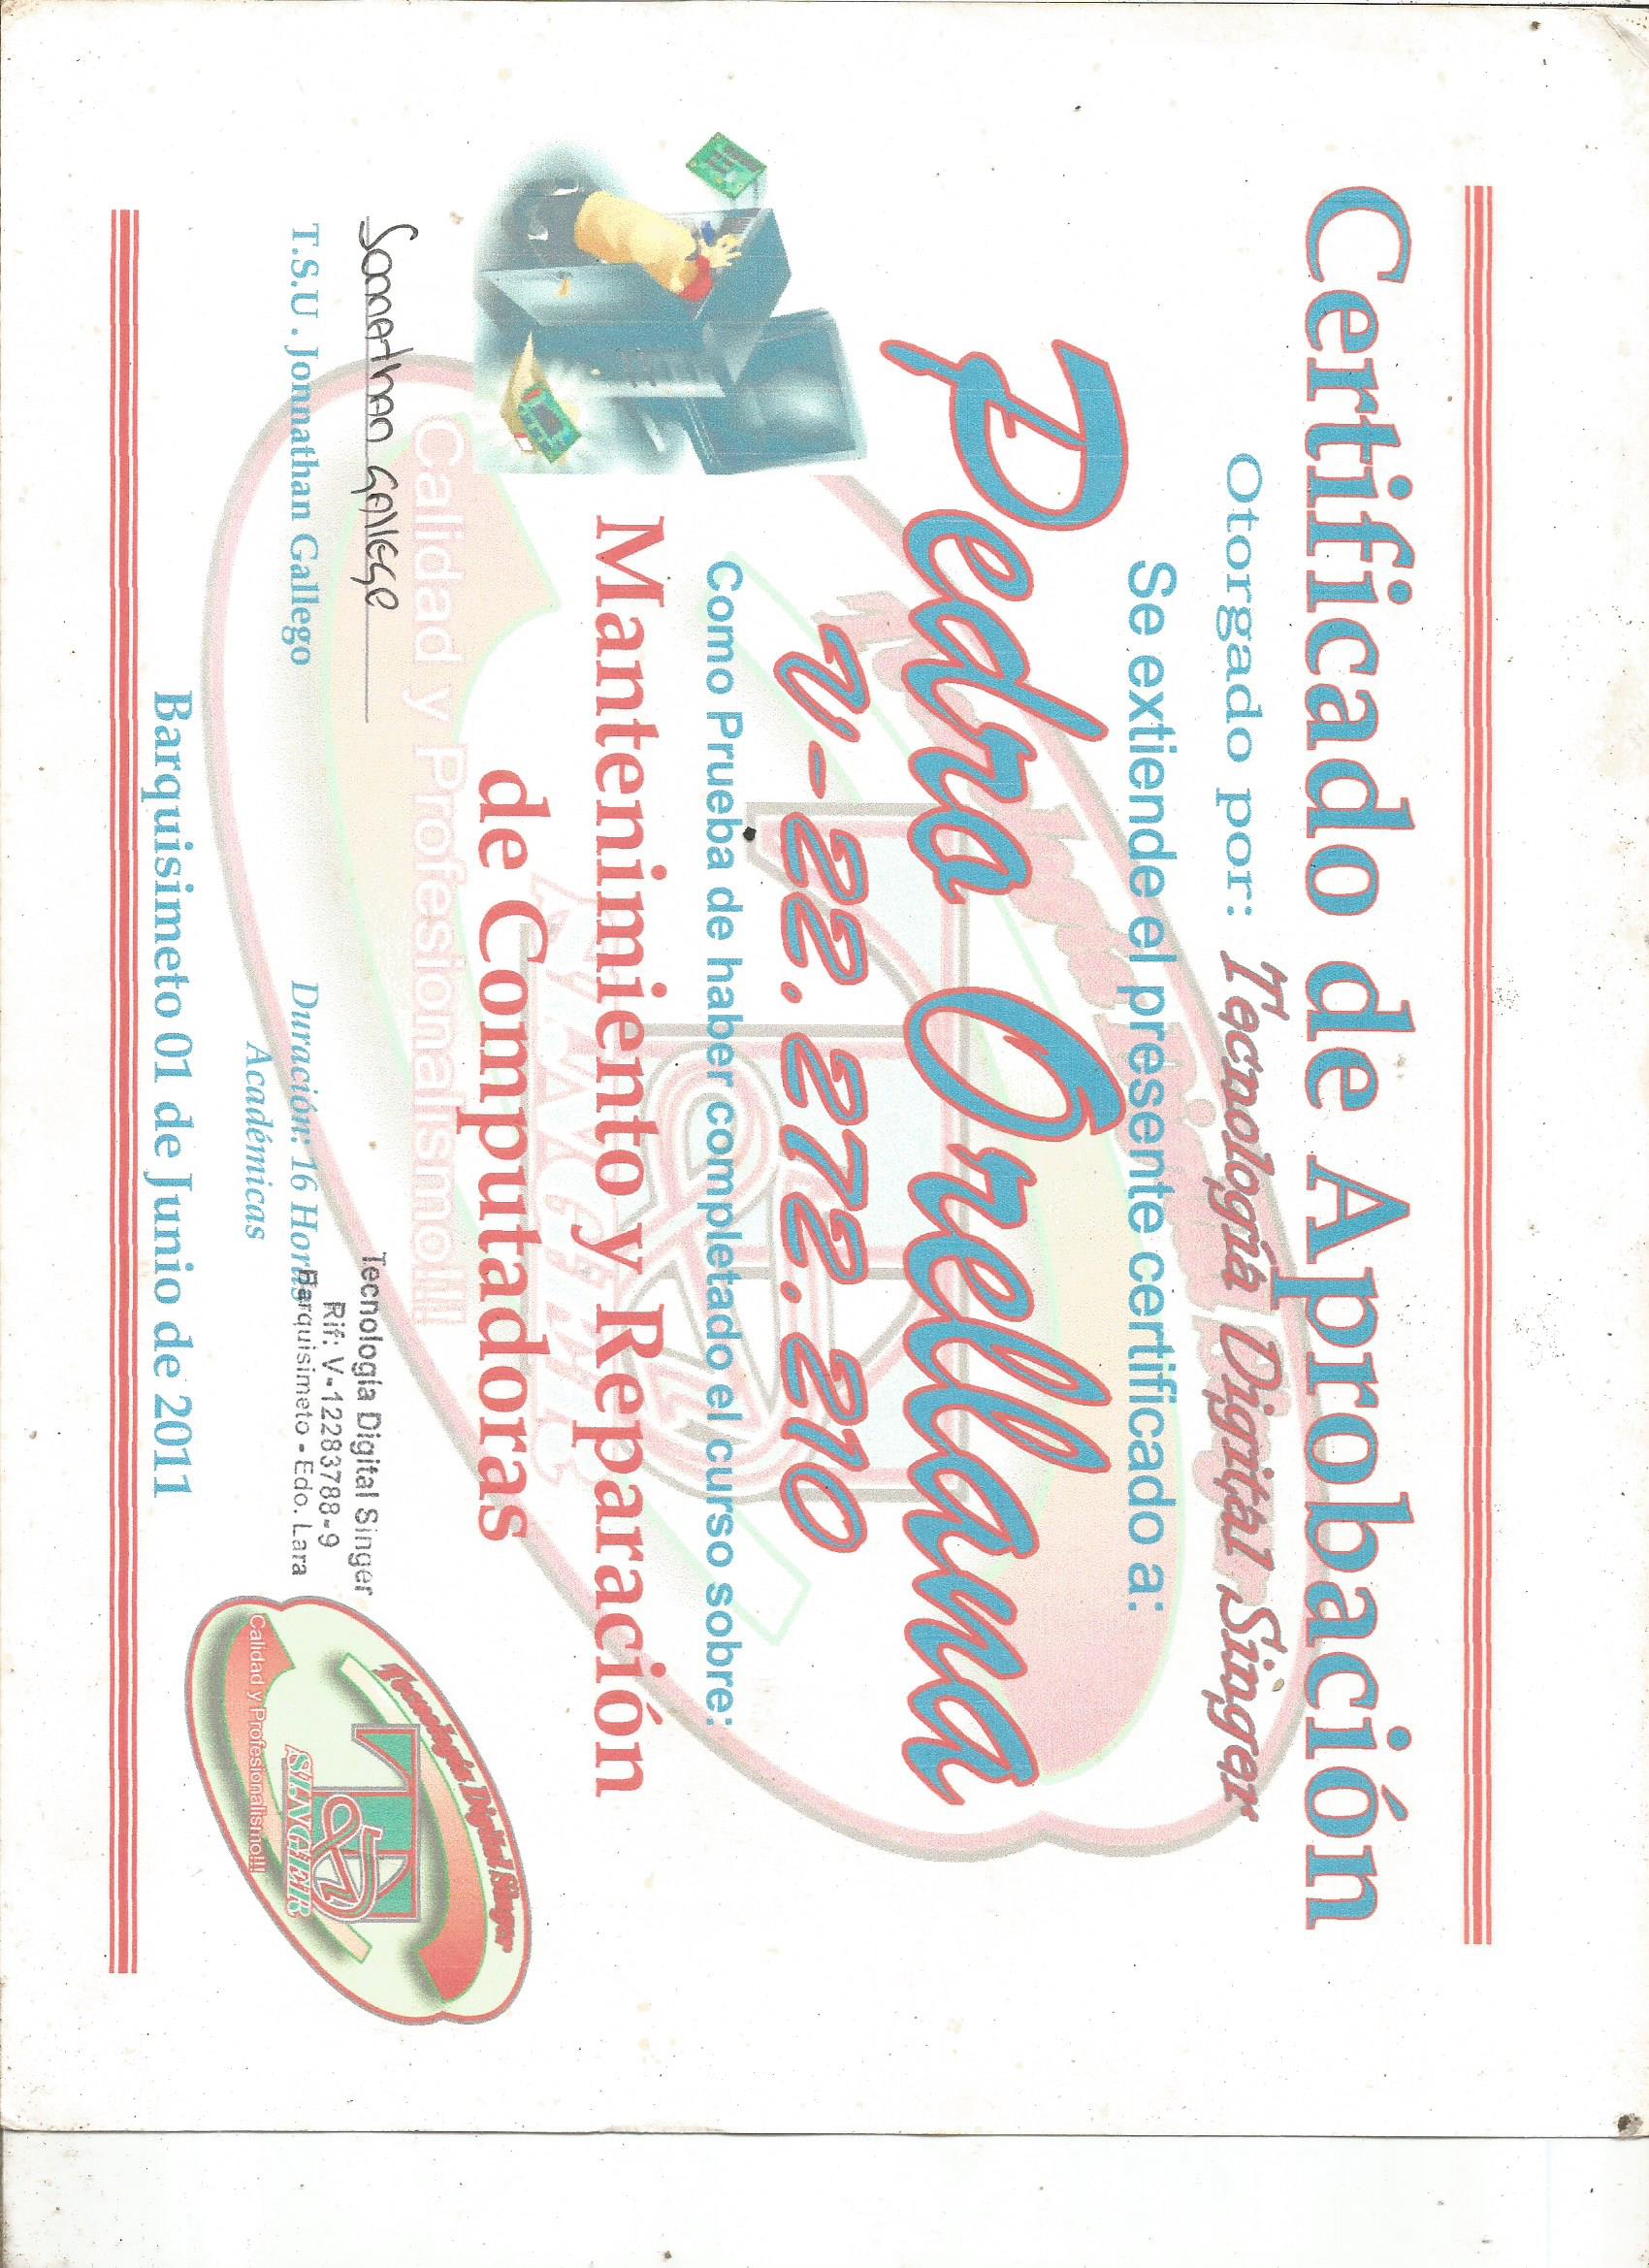 Certificado de Aprobación
Otorgado por: Tecnología Digital Singer
Se extiende el presente certificado a:
Pedro Orellana
V-22.272.210
Como Prueba de haber completado el curso sobre:
Mantenimiento y Reparación
de Computadoras
Calidad y Profesionalismo!!!
Jonnathan Gallego
T.S.U. Jonnathan Gallego
Duración: 16 Horas
Académicas
Tecnología Digital Singer
Rif: V-12283788-9
Barquisimeto - Edo. Lara
Tecnología Digital Singer
SINGER
Calidad y Profesionalismo!!!
Barquisimeto 01 de Junio de 2011